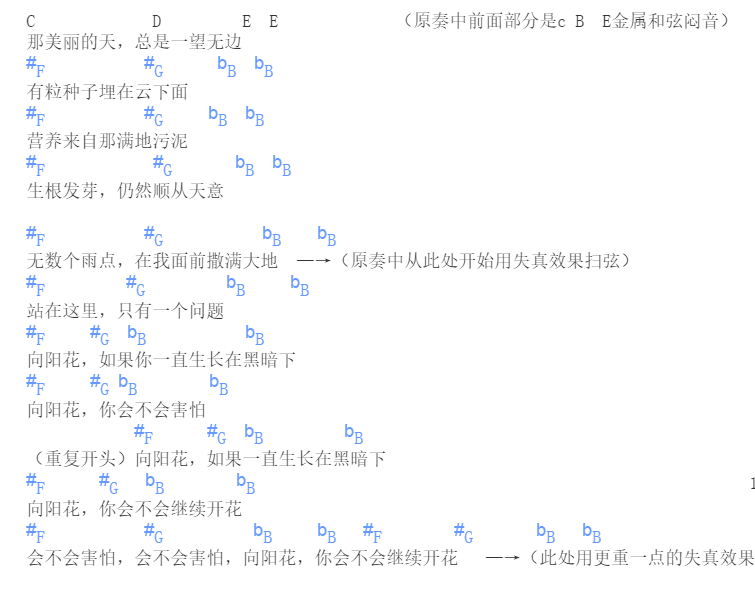 C D E E （原奏中前面部分是c B E金属和弦闷音）
那美丽的天，总是一望无边
#F #G bB bB
有粒种子埋在云下面
#F #G bB bB
营养来自那满地污泥
#F #G bB bB
生根发芽，仍然顺从天意
#F #G bB bB
无数个雨点，在我面前撒满大地 —→（原奏中从此处开始用失真效果扫弦）
#F #G bB bB
站在这里，只有一个问题
#F #G bB bB
向阳花，如果你一直生长在黑暗下
#F #G bB bB
向阳花，你会不会害怕
#F #G bB bB
（重复开头）向阳花，如果一直生长在黑暗下
#F #G bB bB 1
向阳花，你会不会继续开花
#F #G bB bB #F #G bB bB
会不会害怕，会不会害怕，向阳花，你会不会继续开花 —→（此处用更重一点的失真效果